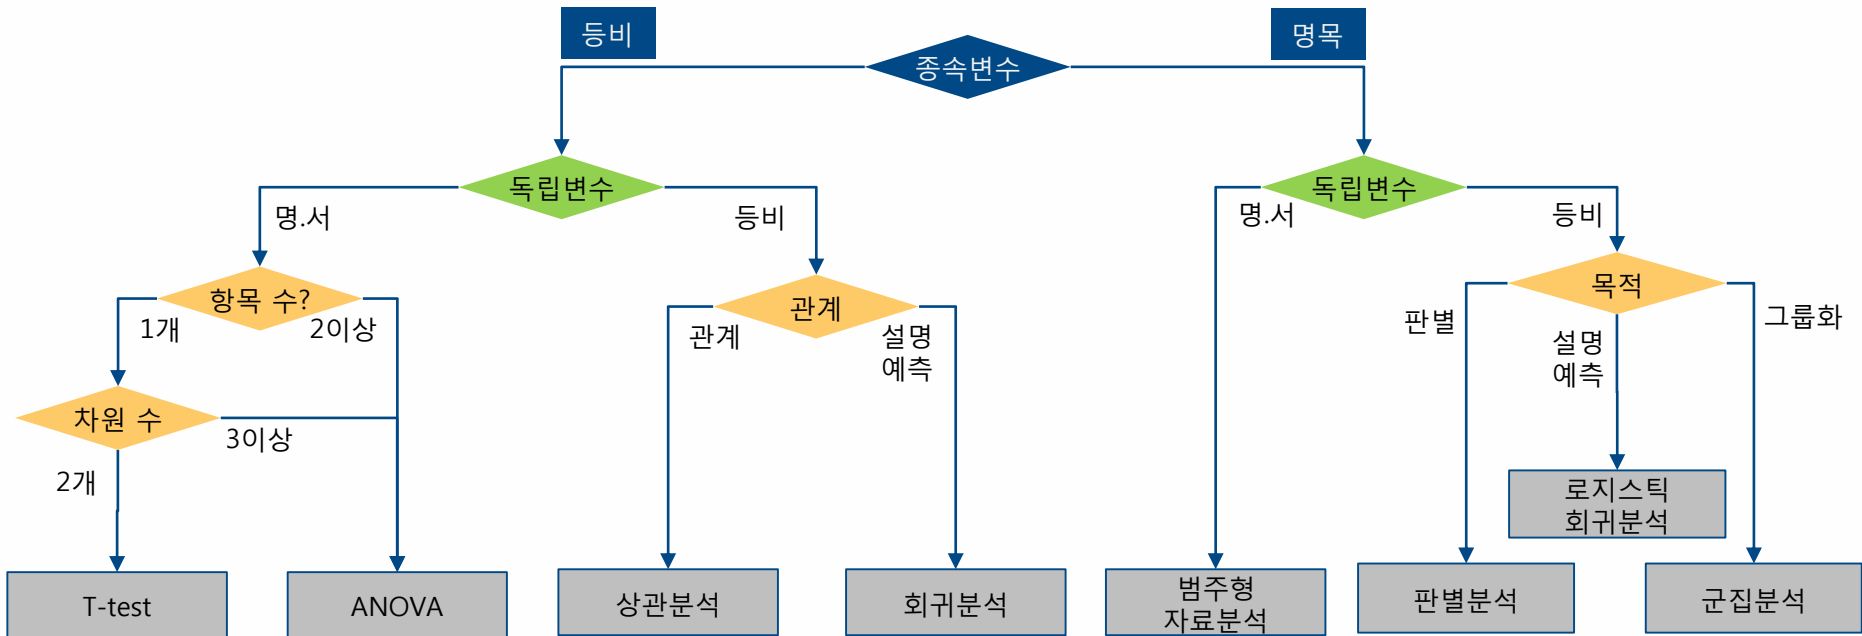 등비
명목
종속변수
독립변수
독립변수
명.서
등비
명.서
등비
항목 수?
관계
목적
1개
2이상
관계
설명
예측
판별
설명
예측
그룹화
차원 수
3이상
2개
로지스틱
회귀분석
T-test
ANOVA
상관분석
회귀분석
범주형
자료분석
판별분석
군집분석